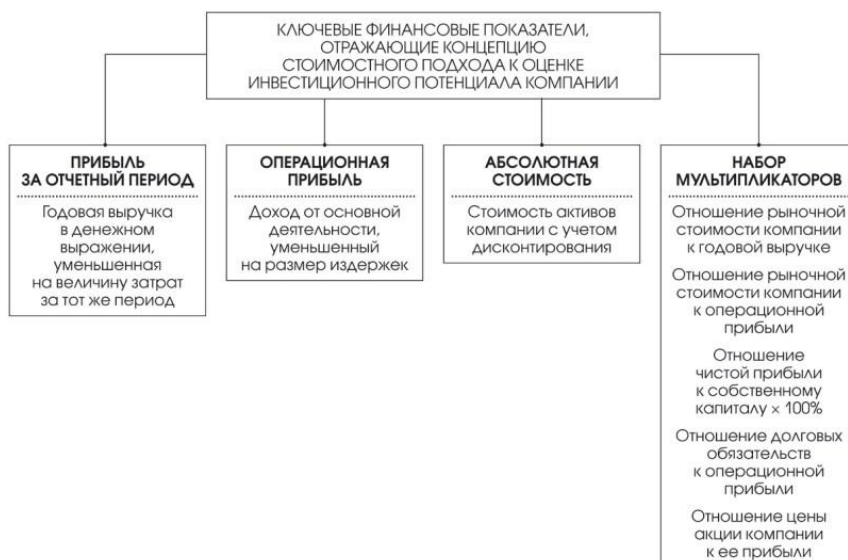 КЛЮЧЕВЫЕ ФИНАНСОВЫЕ ПОКАЗАТЕЛИ,
ОТРАЖАЮЩИЕ КОНЦЕПЦИЮ
СТОИМОСТНОГО ПОДХОДА К ОЦЕНКЕ
ИНВЕСТИЦИОННОГО ПОТЕНЦИАЛА КОМПАНИИ
ПРИБЫЛЬ
ЗА ОТЧЕТНЫЙ ПЕРИОД
Годовая выручка
в денежном
выражении,
уменьшенная
на величину затрат
за тот же период
ОПЕРАЦИОННАЯ
ПРИБЫЛЬ
Доход от основной
деятельности,
уменьшенный
на размер издержек
АБСОЛЮТНАЯ
СТОИМОСТЬ
Стоимость активов
компании с учетом
дисконтирования
НАБОР
МУЛЬТИПЛИКАТОРОВ
Отношение рыночной
стоимости компании
к годовой выручке
Отношение рыночной
стоимости компании
к операционной
прибыли
Отношение
чистой прибыли
к собственному
капиталу × 100%
Отношение долговых
обязательств
к операционной
прибыли
Отношение цены
акции компании
к ее прибыли